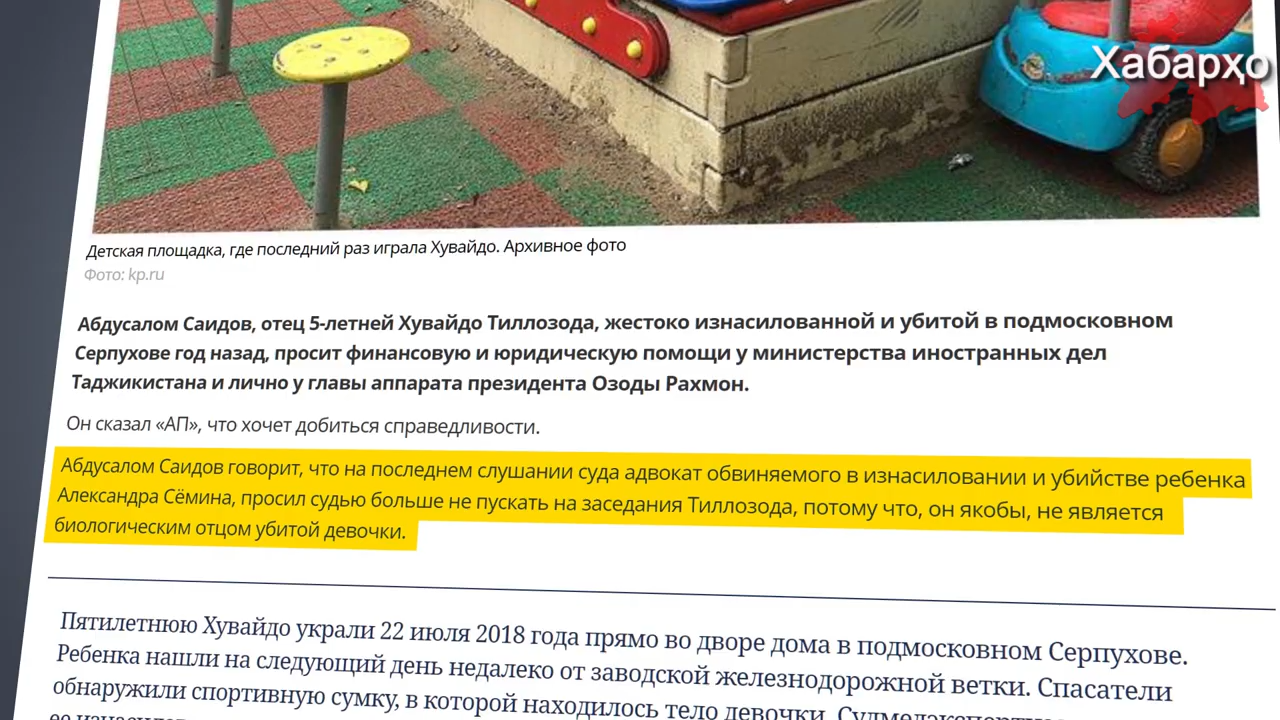 Хабарҳо
Детская площадка, где последний раз играла Хувайдо. Архивное фото
Фото: kp.ru
Абдусалом Саидов, отец 5-летней Хувайдо Тиллозода, жестоко изнасилованной и убитой в подмосковном
Серпухове год назад, просит финансовую и юридическую помощи у министерства иностранных дел
Таджикистана и лично у главы аппарата президента Озоды Рахмон.
Он сказал «АП», что хочет добиться справедливости.
Абдусалом Саидов говорит, что на последнем слушании суда адвокат обвиняемого в изнасиловании и убийстве ребенка
Александра Сёмина, просил судью больше не пускать на заседания Тиллозода, потому что, он якобы, не является
биологическим отцом убитой девочки.
Пятилетнюю Хувайдо украли 22 июля 2018 года прямо во дворе дома в подмосковном Серпухове.
Ребенка нашли на следующий день недалеко от заводской железнодорожной ветки. Спасатели
обнаружили спортивную сумку, в которой находилось тело девочки.